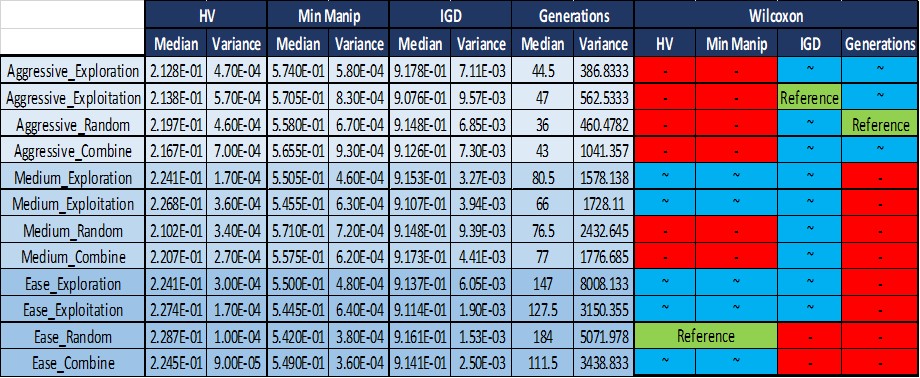 HV Min Manip IGD Generations Wilcoxon
Median Variance Median Variance Median Variance Median Variance HV Min Manip IGD Generations
Aggressive_Exploration 2.128E-01 4.70E-04 5.740E-01 5.80E-04 9.178E-01 7.11E-03 44.5 386.8333 - - ~ ~
Aggressive_Exploitation 2.138E-01 5.70E-04 5.705E-01 8.30E-04 9.076E-01 9.57E-03 47 562.5333 - - Reference ~
Aggressive_Random 2.197E-01 4.60E-04 5.580E-01 6.70E-04 9.148E-01 6.85E-03 36 460.4782 - - ~ Reference
Aggressive_Combine 2.167E-01 7.00E-04 5.655E-01 9.30E-04 9.126E-01 7.30E-03 43 1041.357 - - ~ ~
Medium_Exploration 2.241E-01 1.70E-04 5.505E-01 4.60E-04 9.153E-01 3.27E-03 80.5 1578.138 ~ ~ ~ -
Medium_Exploitation 2.268E-01 3.60E-04 5.455E-01 6.30E-04 9.107E-01 3.94E-03 66 1728.11 ~ ~ ~ -
Medium_Random 2.102E-01 3.40E-04 5.710E-01 7.20E-04 9.148E-01 9.39E-03 76.5 2432.645 - - ~ -
Medium_Combine 2.207E-01 2.70E-04 5.575E-01 6.20E-04 9.173E-01 4.41E-03 77 1776.685 - - ~ -
Ease_Exploration 2.241E-01 3.00E-04 5.500E-01 4.80E-04 9.137E-01 6.05E-03 147 8008.133 ~ ~ ~ -
Ease_Exploitation 2.274E-01 1.70E-04 5.445E-01 6.40E-04 9.114E-01 1.90E-03 127.5 3150.355 ~ ~ ~ -
Ease_Random 2.287E-01 1.00E-04 5.420E-01 3.80E-04 9.161E-01 1.53E-03 184 5071.978 Reference - -
Ease_Combine 2.245E-01 9.00E-05 5.490E-01 3.60E-04 9.141E-01 2.50E-03 111.5 3438.833 ~ ~ - -